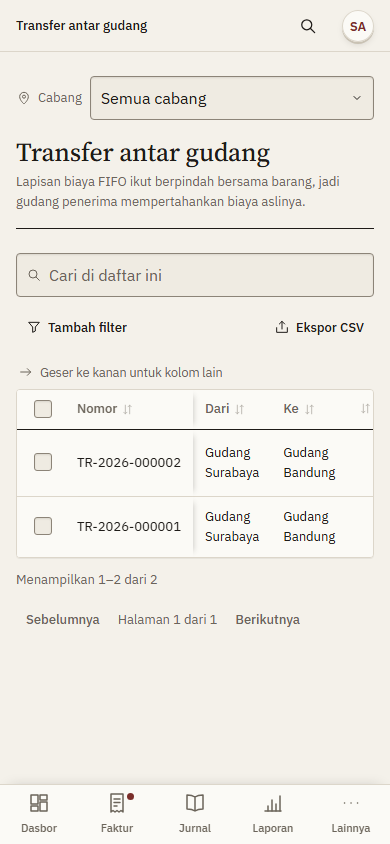 Transfer antar gudang
SA
Cabang
Semua cabang
Transfer antar gudang
Lapisan biaya FIFO ikut berpindah bersama barang, jadi
gudang penerima mempertahankan biaya aslinya.
Cari di daftar ini
Tambah filter
Ekspor CSV
Geser ke kanan untuk kolom lain
Nomor
Dari
Ke
TR-2026-000002
Gudang
Surabaya
Gudang
Bandung
TR-2026-000001
Gudang
Surabaya
Gudang
Bandung
Menampilkan 1–2 dari 2
Sebelumnya
Halaman 1 dari 1
Berikutnya
Dasbor
Faktur
Jurnal
Laporan
Lainnya